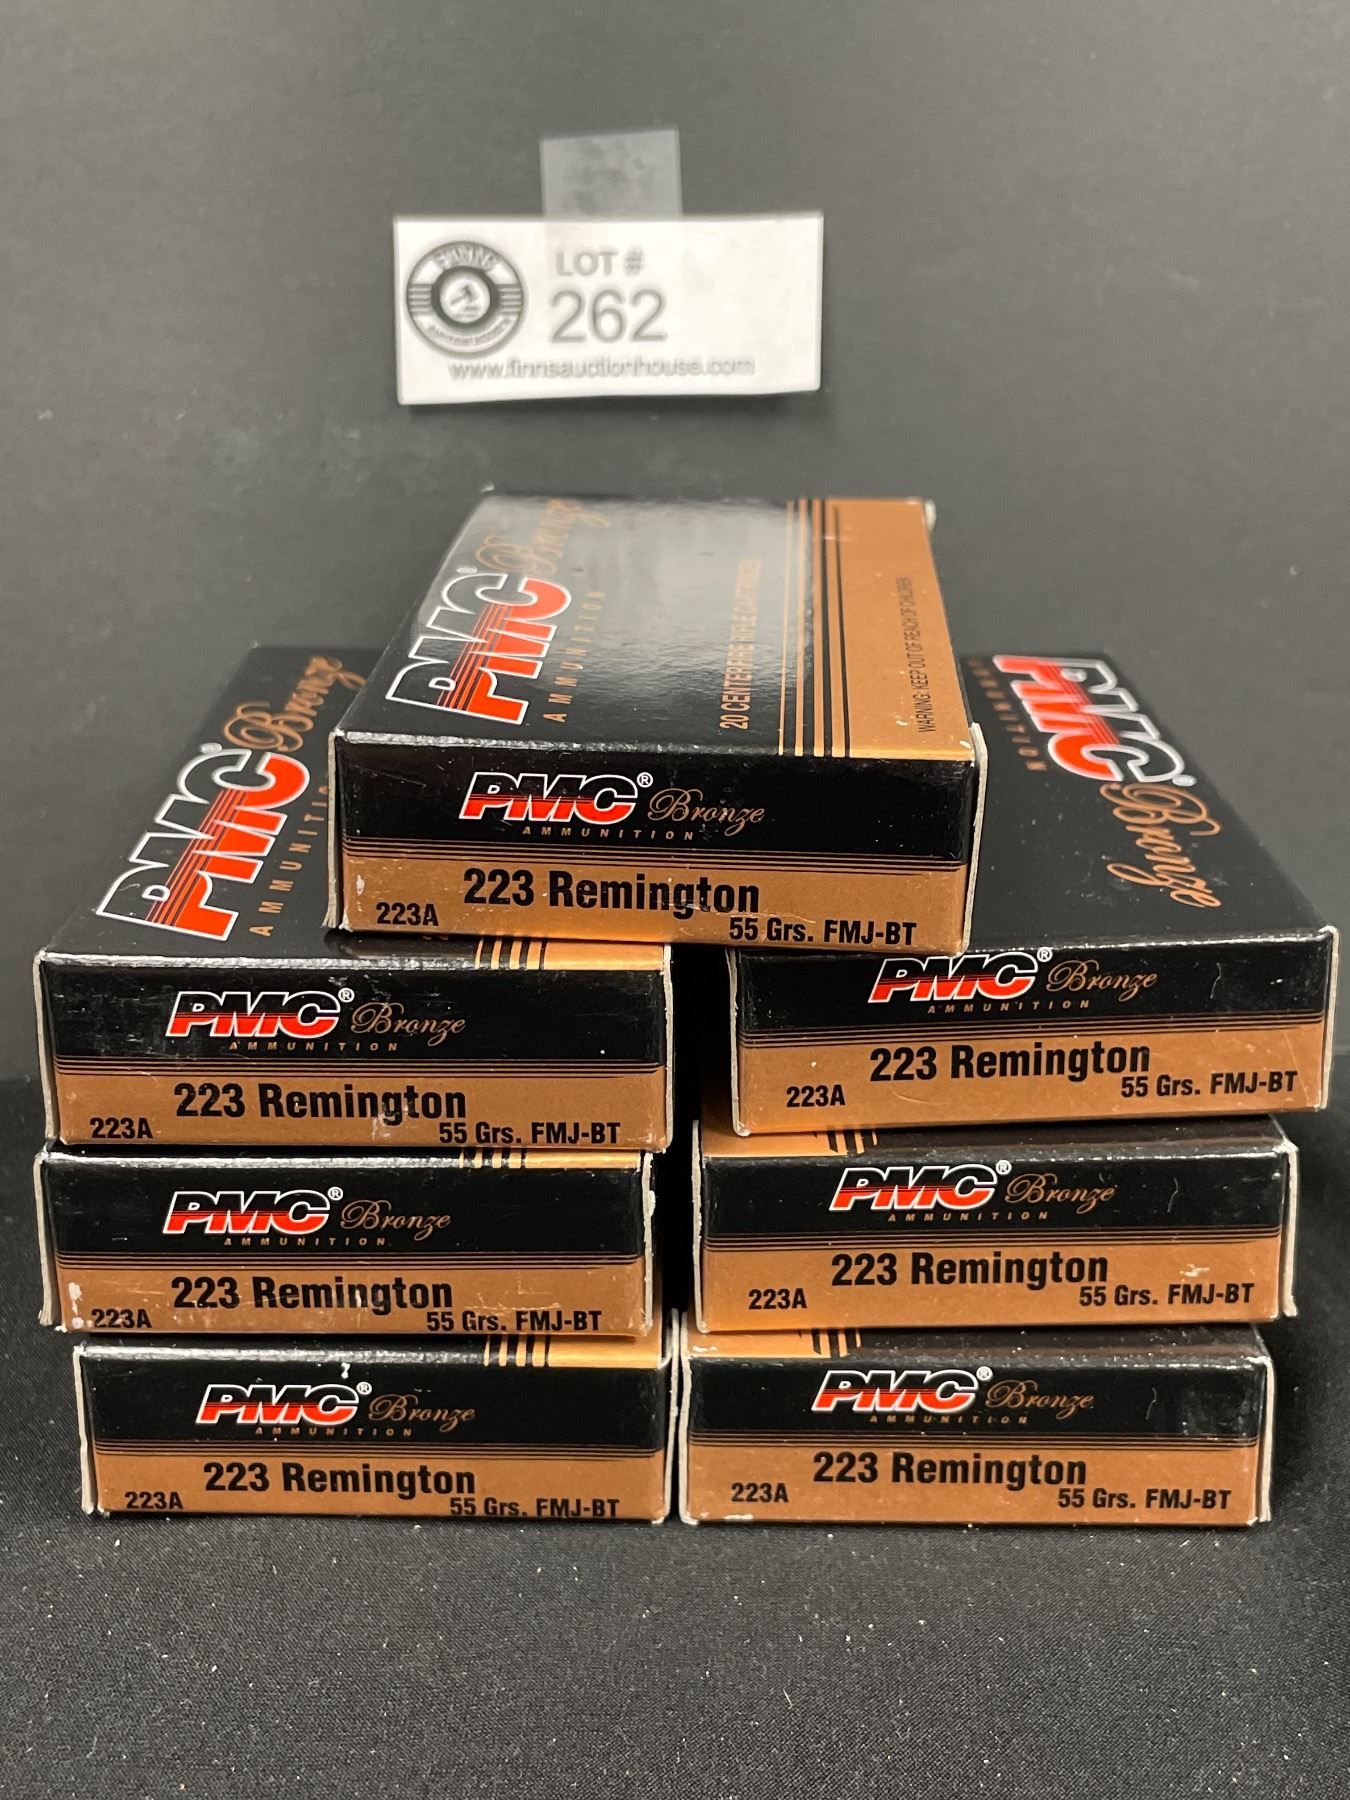 LOT #
262
www.finnsauctionhouse.com
PMC® Bronze
AMMUNITION
20 CENTERFIRE RIFLE CARTRIDGES
WARNING: KEEP OUT OF REACH OF CHILDREN
PMC® Bronze
AMMUNITION
223 Remington
223A
55 Grs. FMJ-BT
PMC® Bronze
AMMUNITION
PMC® Bronze
AMMUNITION
223 Remington
223A
55 Grs. FMJ-BT
PMC® Bronze
AMMUNITION
PMC® Bronze
AMMUNITION
223 Remington
223A
55 Grs. FMJ-BT
PMC® Bronze
AMMUNITION
223 Remington
223A
55 Grs. FMJ-BT
PMC® Bronze
AMMUNITION
223 Remington
223A
55 Grs. FMJ-BT
PMC® Bronze
AMMUNITION
223 Remington
223A
55 Grs. FMJ-BT
PMC® Bronze
AMMUNITION
223 Remington
223A
55 Grs. FMJ-BT